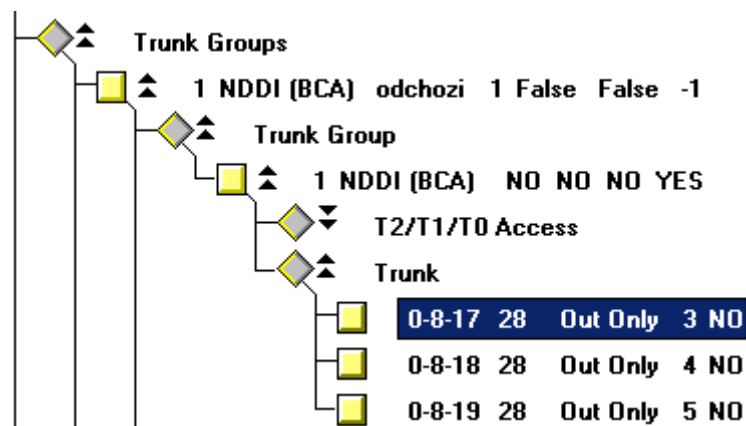 Trunk Groups
1 NDDI (BCA) odchozi 1 False False -1
Trunk Group
1 NDDI (BCA) NO NO NO YES
T2/T1/T0 Access
Trunk
0-8-17 28 Out Only 3 NO
0-8-18 28 Out Only 4 NO
0-8-19 28 Out Only 5 NO